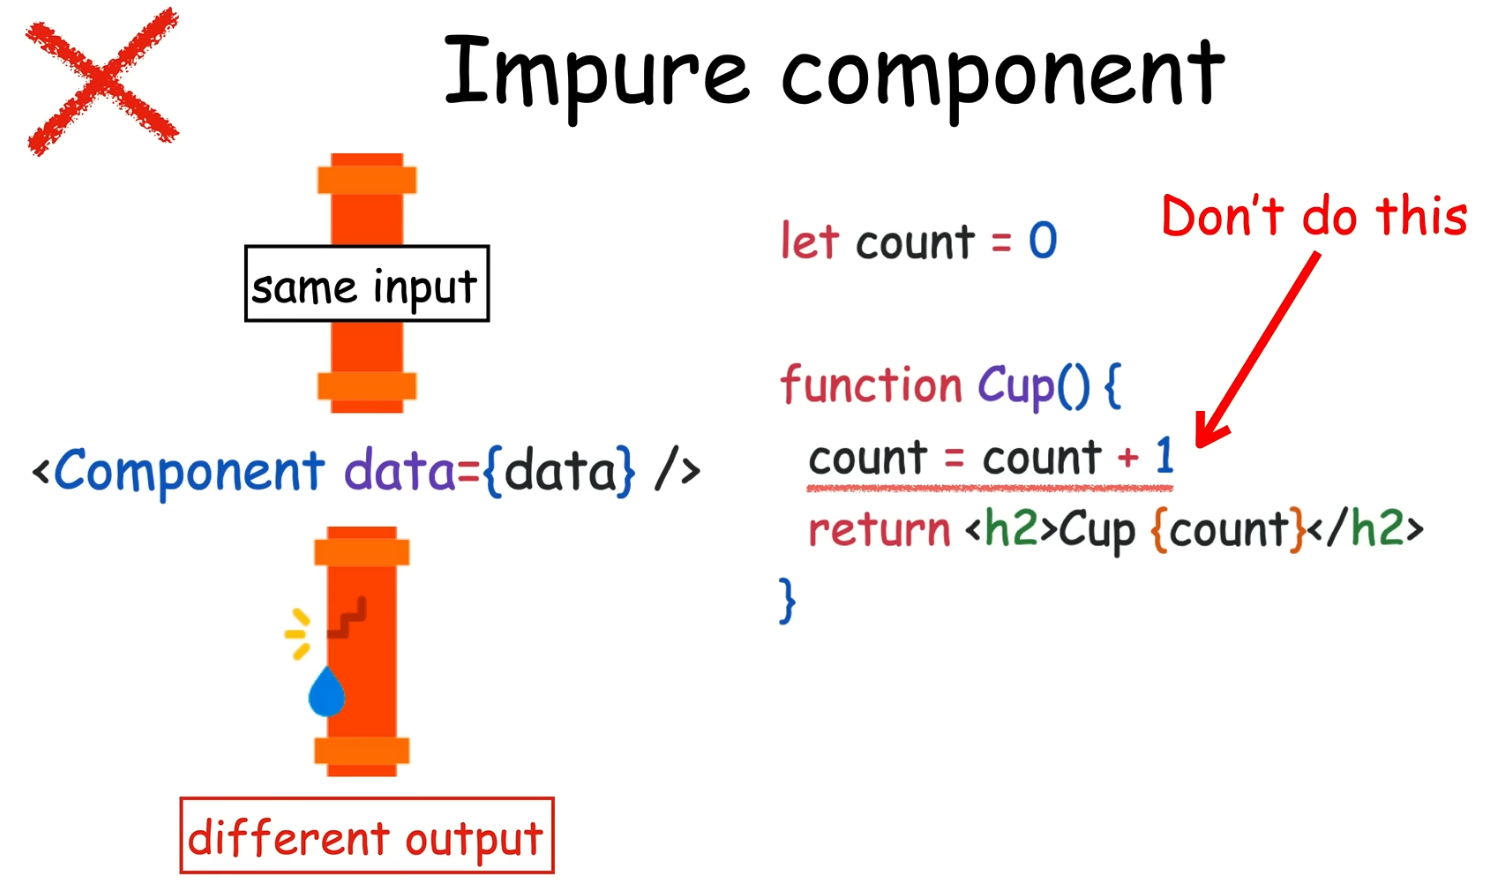 Impure component
same input
<Component data={data} />
different output
Don't do this
let count = 0
function Cup() {
count = count + 1
return <h2>Cup {count}</h2>
}